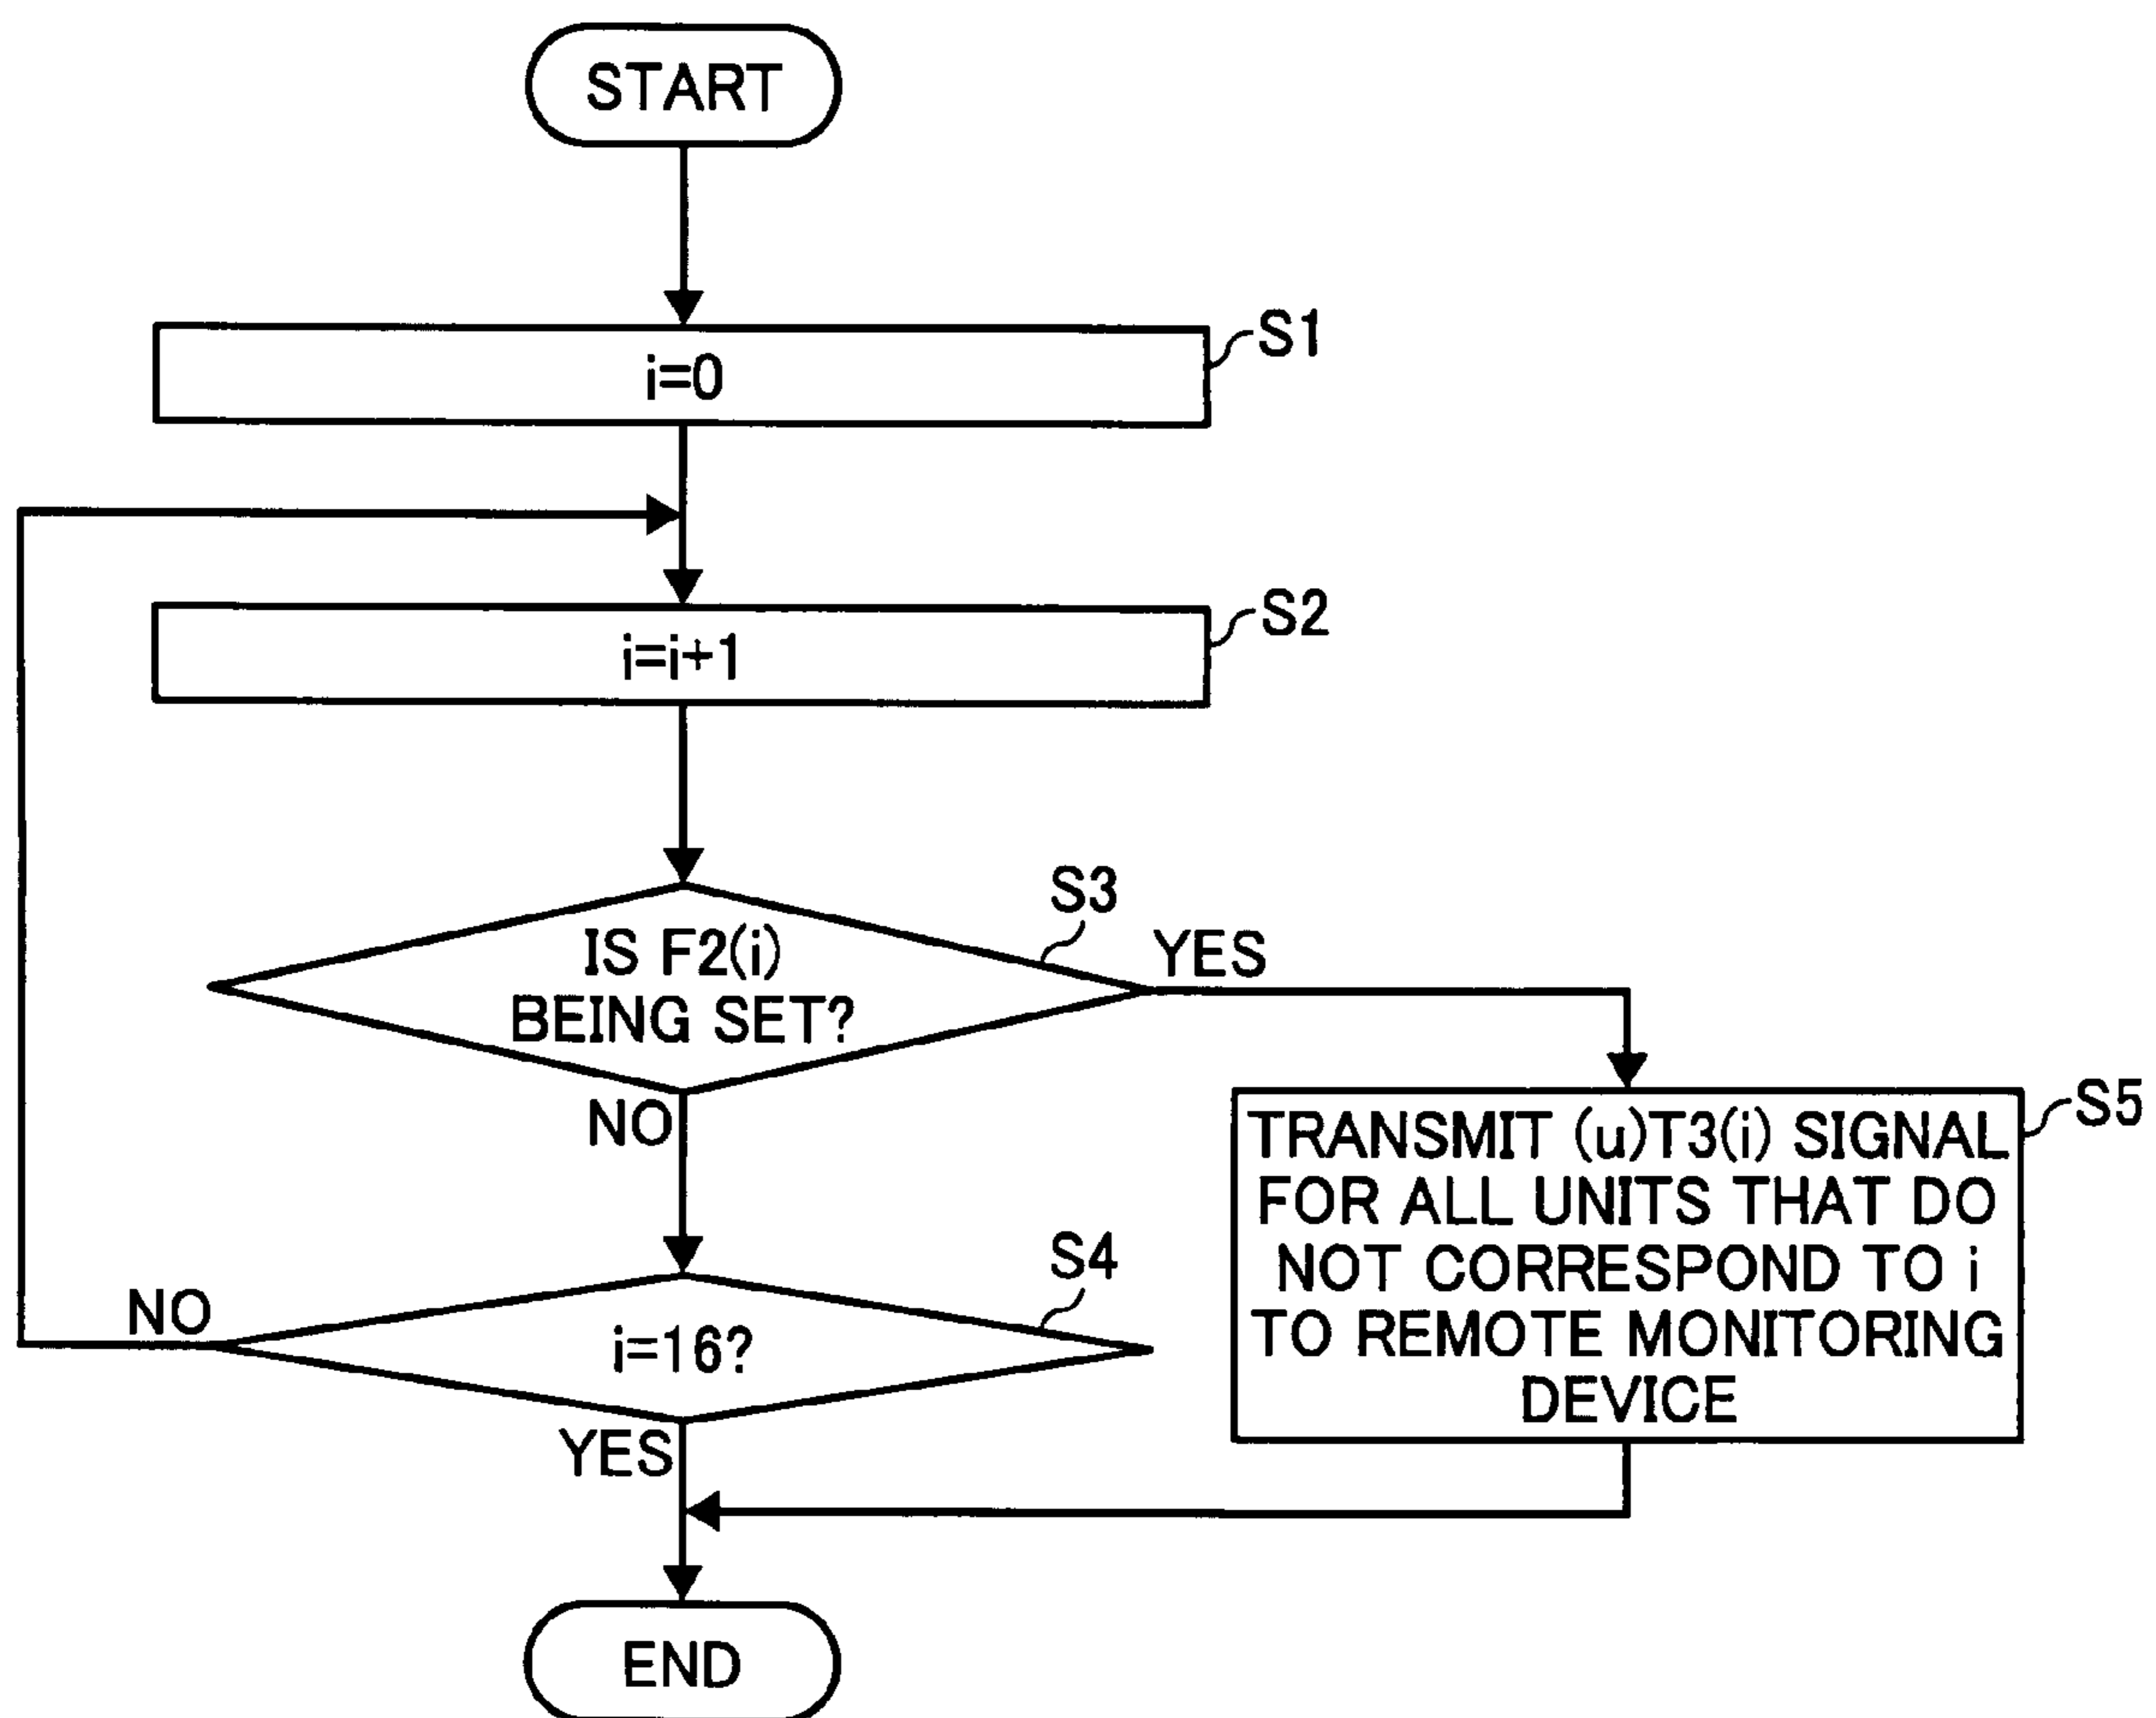 START
S1
i=0
S2
i=i+1
S3
IS F2(i)
BEING SET?
YES
NO
S5
TRANSMIT (u)T3(i) SIGNAL
FOR ALL UNITS THAT DO
NOT CORRESPOND TO i
TO REMOTE MONITORING
DEVICE
S4
NO
i=16?
YES
END